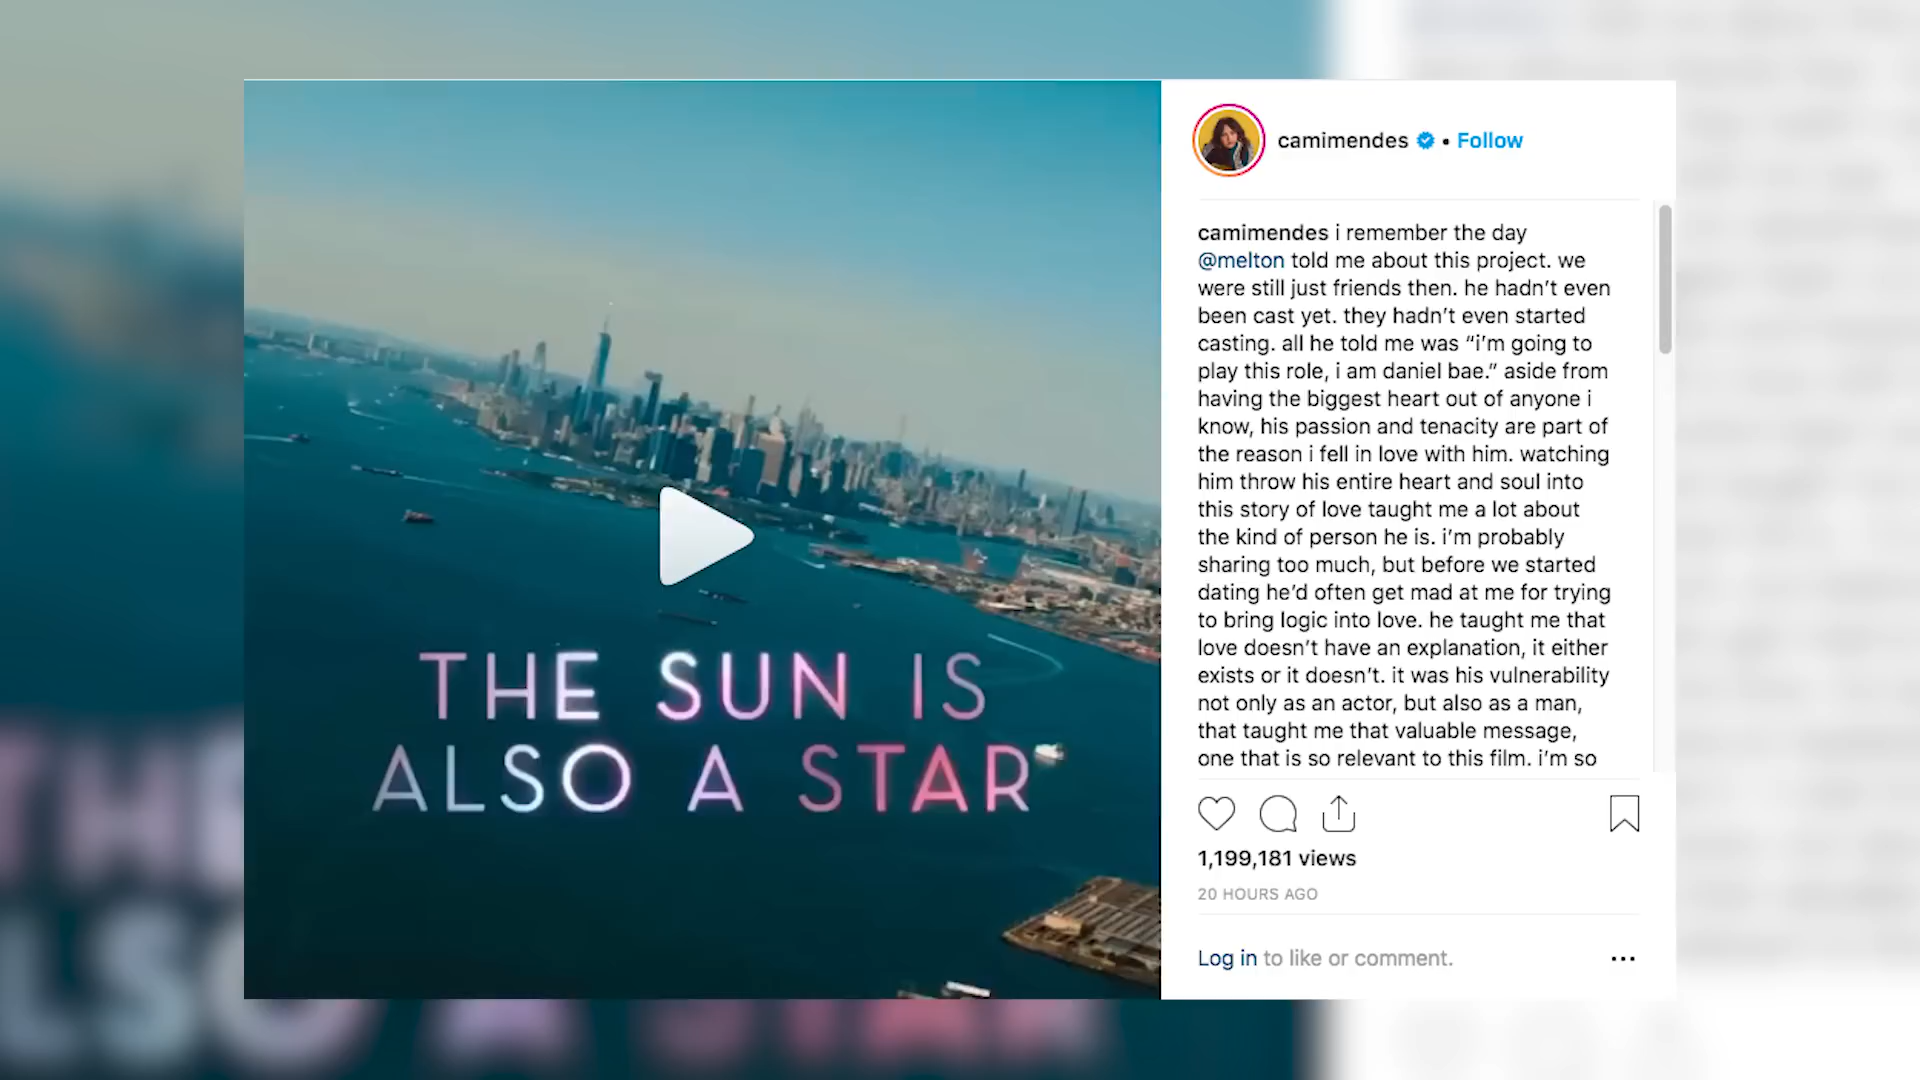 THE SUN IS
ALSO A STAR
camimendes • Follow
camimendes i remember the day
@melton told me about this project. we
were still just friends then. he hadn’t even
been cast yet. they hadn’t even started
casting. all he told me was “i’m going to
play this role, i am daniel bae.” aside from
having the biggest heart out of anyone i
know, his passion and tenacity are part of
the reason i fell in love with him. watching
him throw his entire heart and soul into
this story of love taught me a lot about
the kind of person he is. i’m probably
sharing too much, but before we started
dating he’d often get mad at me for trying
to bring logic into love. he taught me that
love doesn’t have an explanation, it either
exists or it doesn’t. it was his vulnerability
not only as an actor, but also as a man,
that taught me that valuable message,
one that is so relevant to this film. i’m so
1,199,181 views
20 HOURS AGO
Log in to like or comment.